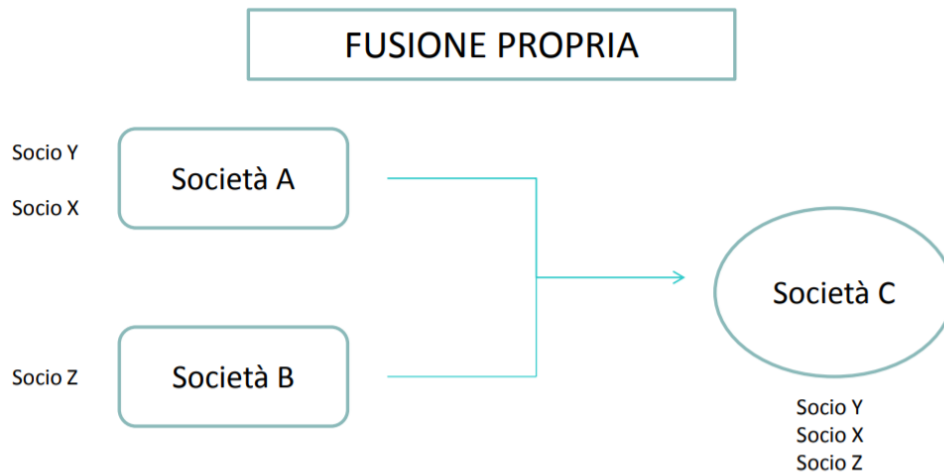 FUSIONE PROPRIA
Socio Y
Socio X
Società A
Socio Z
Società B
Società C
Socio Y
Socio X
Socio Z